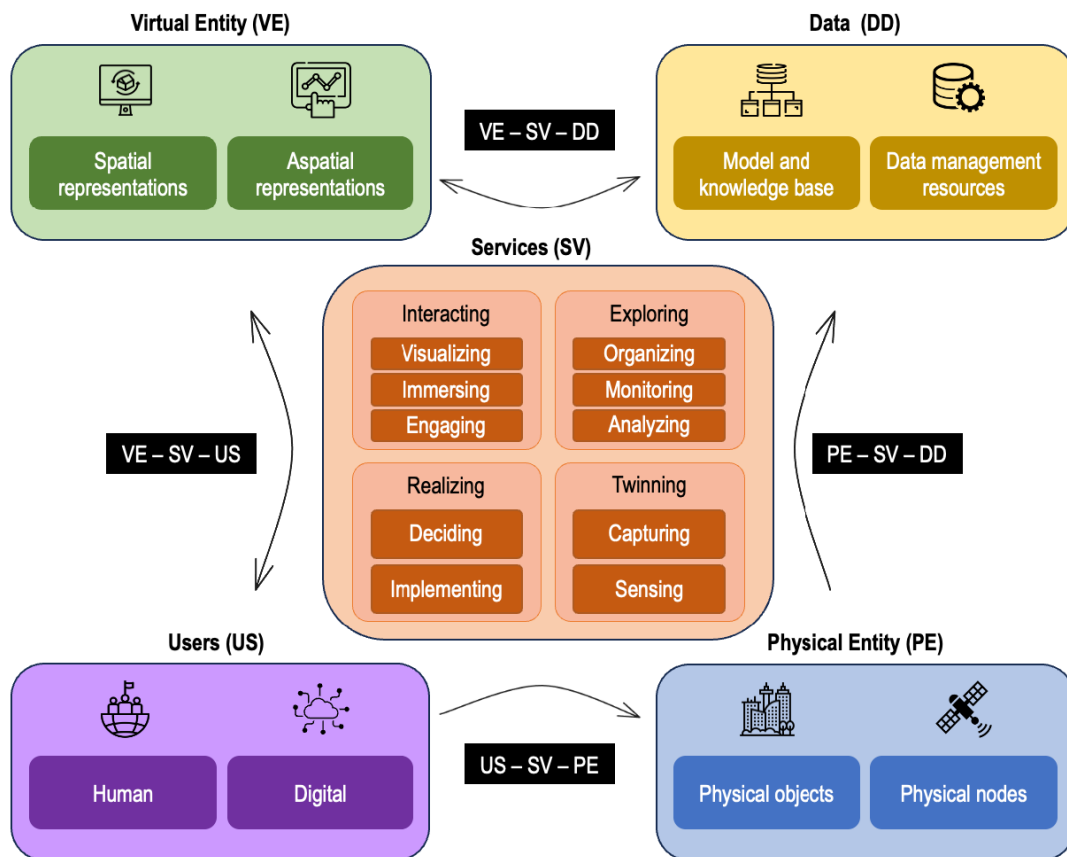 Virtual Entity (VE)
Data  (DD)
Spatial
representations
Aspatial
representations
VE – SV – DD
Model and
knowledge base
Data management
resources
Services (SV)
Interacting
Visualizing
Immersing
Engaging
Exploring
Organizing
Monitoring
Analyzing
VE – SV – US
PE – SV – DD
Realizing
Deciding
Implementing
Twinning
Capturing
Sensing
Users (US)
Physical Entity (PE)
Human
Digital
US – SV – PE
Physical objects
Physical nodes